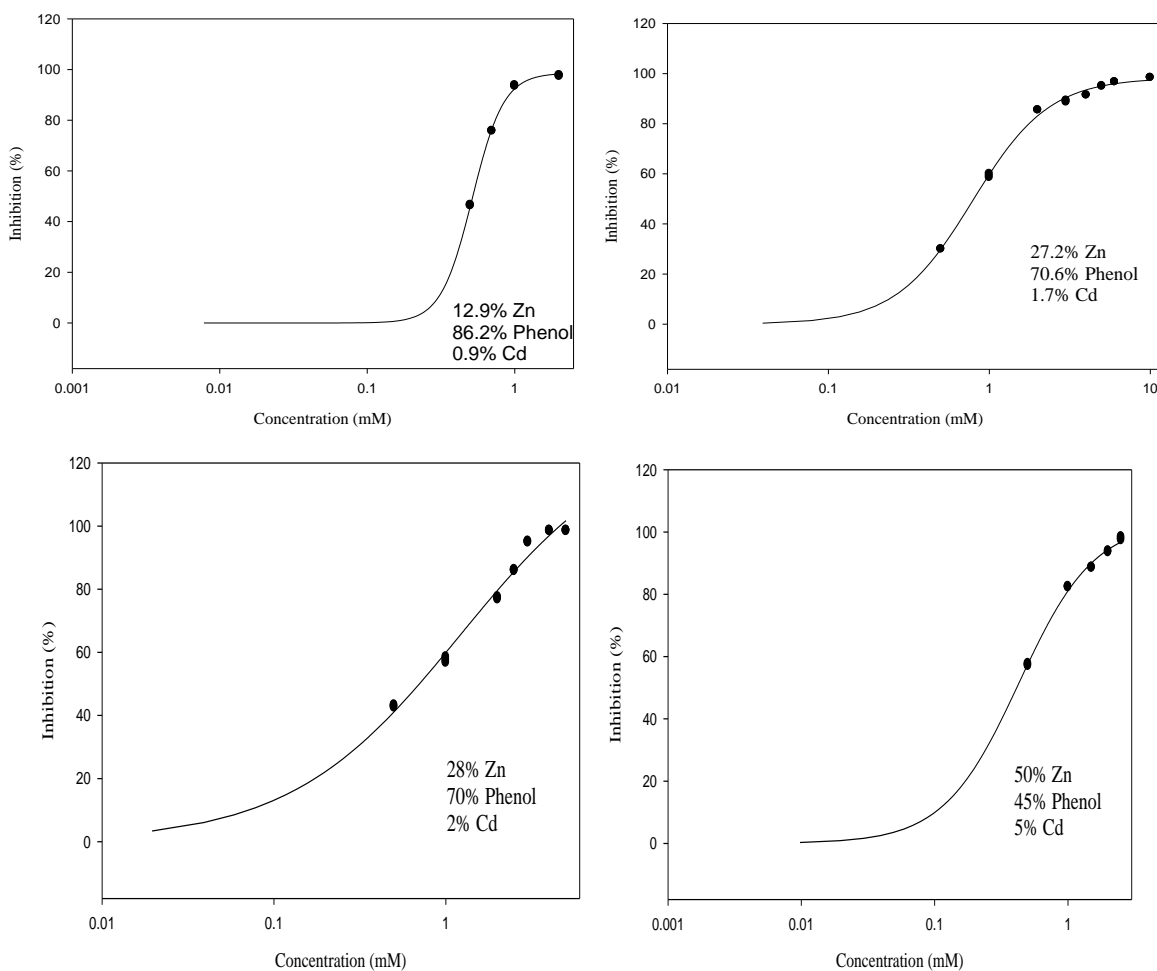 120
100
80
60
40
20
0
Inhibition (%)
12.9% Zn
86.2% Phenol
0.9% Cd
0.001 0.1 1
Concentration (mM)
120
100
80
60
40
20
0
Inhibition (%)
27.2% Zn
70.6% Phenol
1.7% Cd
0.01 0.1 1 10
Concentration (mM)
120
100
80
60
40
20
0
Inhibition (%)
28% Zn
70% Phenol
2% Cd
0.01 0.1 1
Concentration (mM)
120
100
80
60
40
20
0
Inhibition (%)
50% Zn
45% Phenol
5% Cd
0.001 0.01 0.1 1
Concentration (mM)